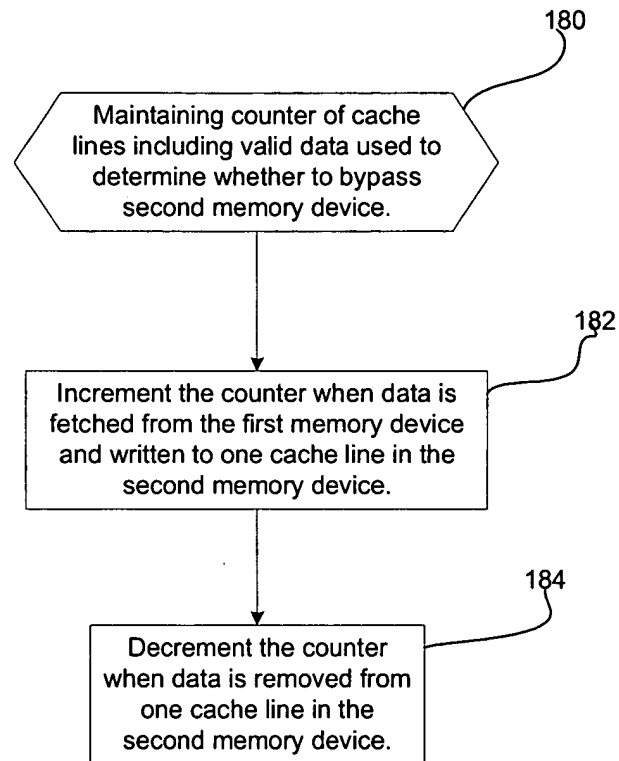 180
Maintaining counter of cache
lines including valid data used to
determine whether to bypass
second memory device.
182
Increment the counter when data is
fetched from the first memory device
and written to one cache line in the
second memory device.
184
Decrement the counter
when data is removed from
one cache line in the
second memory device.